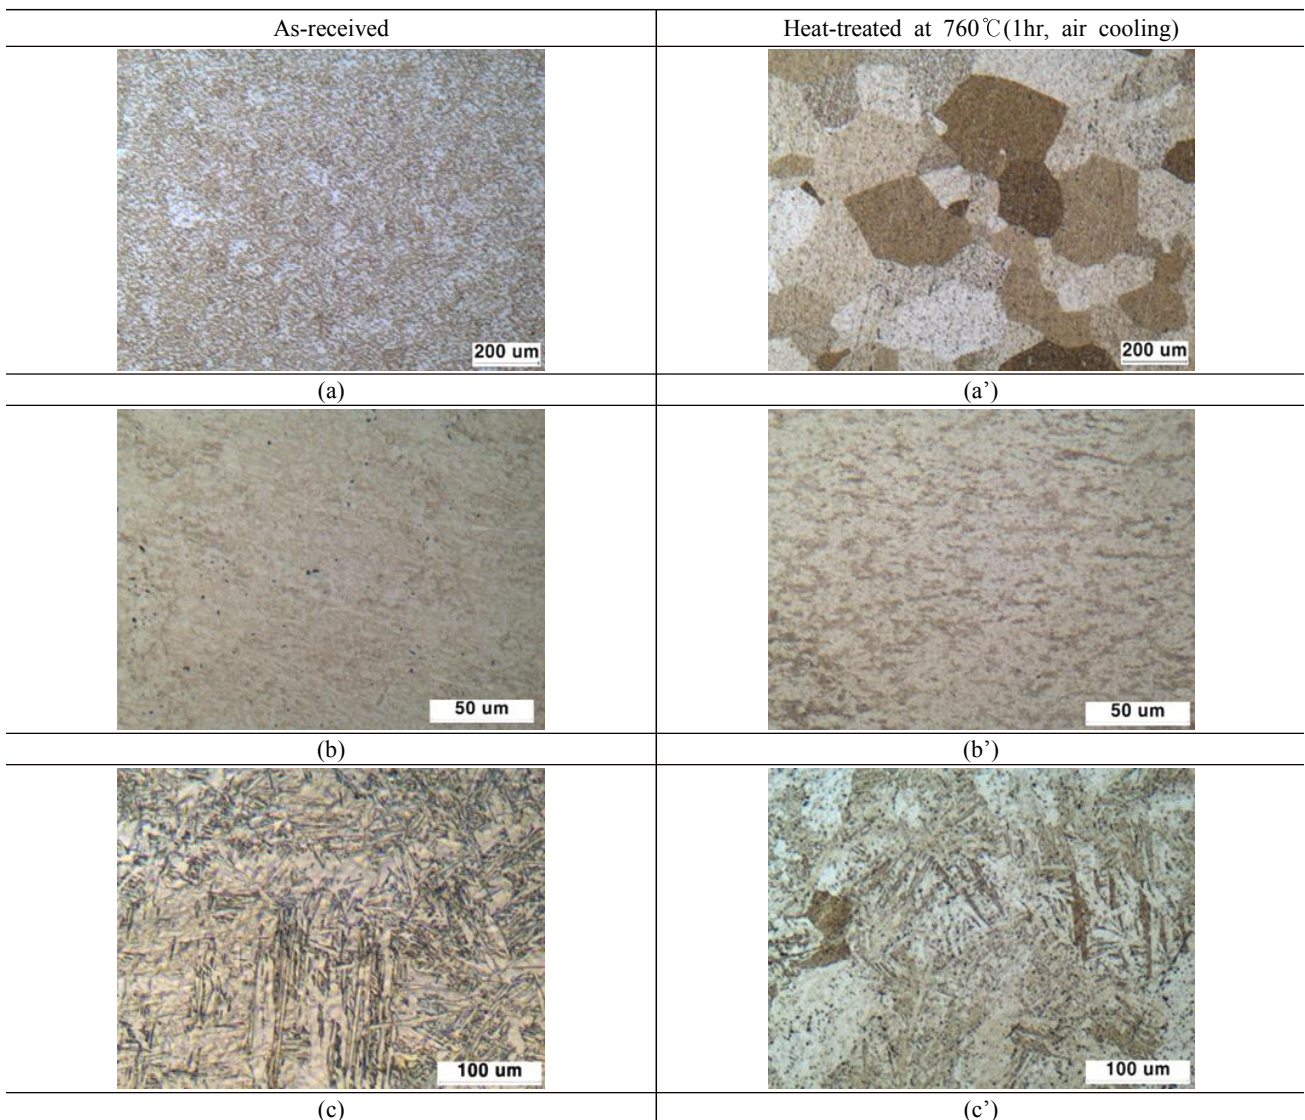 As-received
Heat-treated at 760℃(1hr, air cooling)
200 um
200 um
(a)
(a’)
50 um
50 um
(b)
(b’)
100 um
100 um
(c)
(c’)